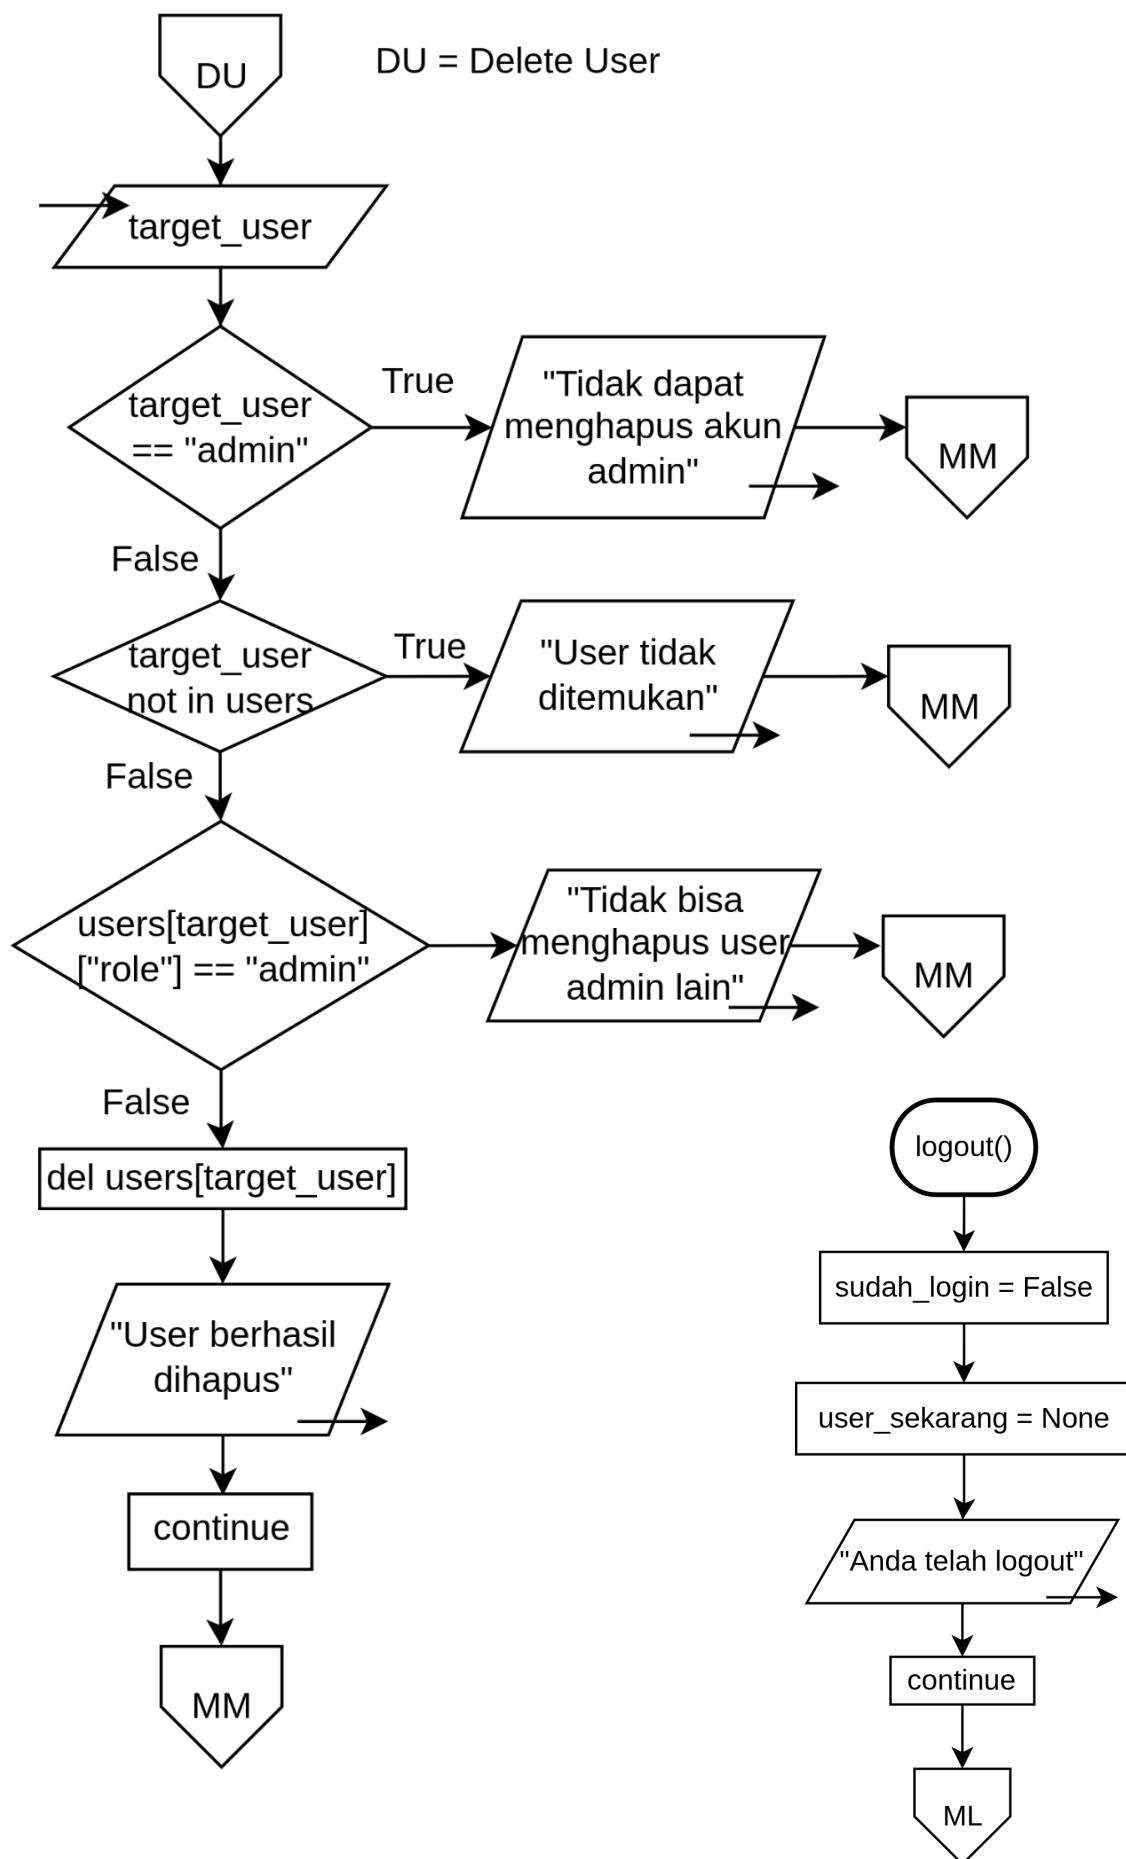 DU
DU = Delete User
target_user
target_user
== "admin"
True
"Tidak dapat
menghapus akun
admin"
MM
False
target_user
not in users
True
"User tidak
ditemukan"
MM
False
users[target_user]
["role"] == "admin"
"Tidak bisa
menghapus user
admin lain"
MM
False
del users[target_user]
"User berhasil
dihapus"
continue
MM
logout()
sudah_login = False
user_sekarang = None
"Anda telah logout"
continue
ML